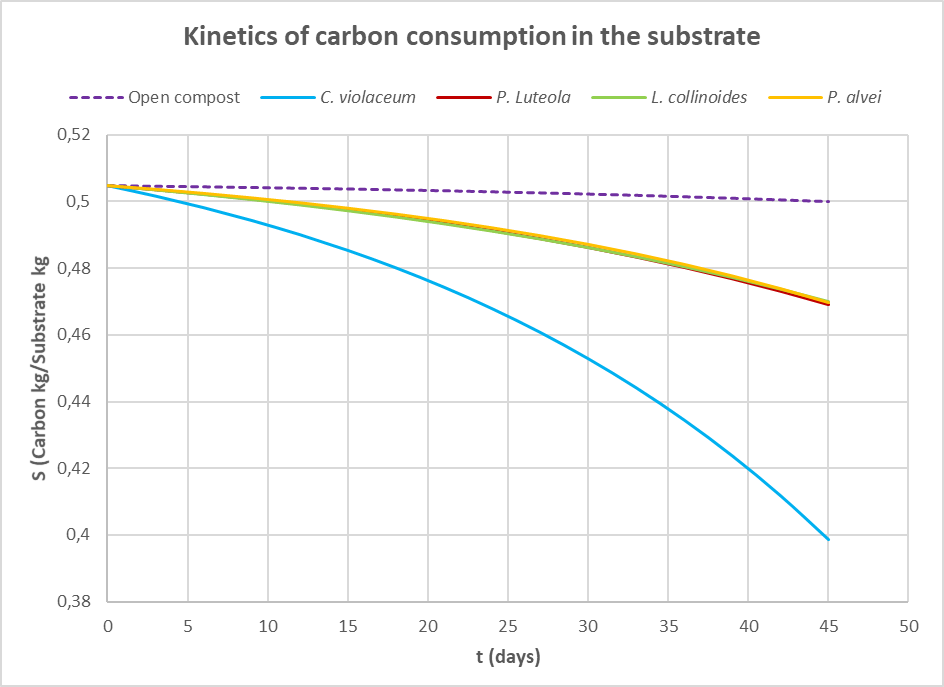 Kinetics of carbon consumption in the substrate
Open compost C. violaceum P. Luteola L. collinoides P. alvei
0,52
0,5
0,48
0,46
0,44
0,42
0,4
0,38
S (Carbon kg/Substrate kg
0 5 10 15 20 25 30 35 40 45 50
t (days)